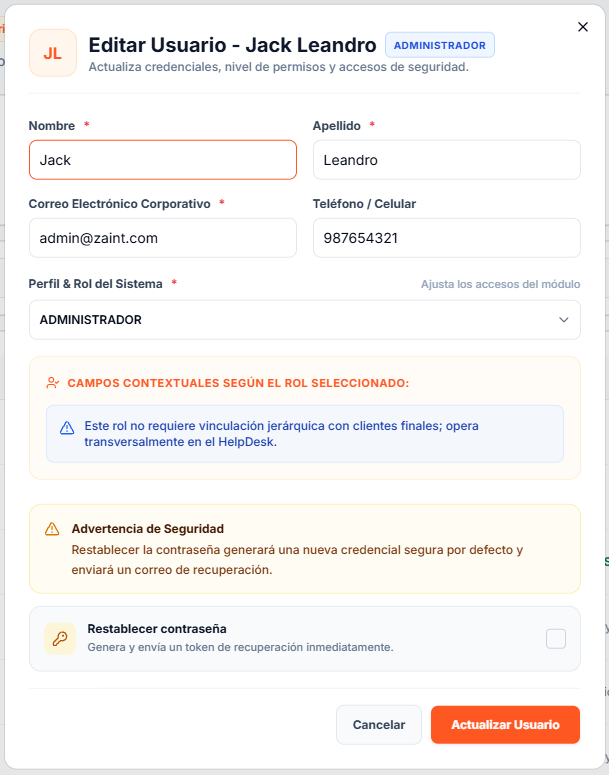 JL
Editar Usuario - Jack Leandro ADMINISTRADOR
Actualiza credenciales, nivel de permisos y accesos de seguridad.
Nombre * Apellido *
Jack Leandro
Correo Electrónico Corporativo * Teléfono / Celular
admin@zaint.com 987654321
Perfil & Rol del Sistema * Ajusta los accesos del módulo
ADMINISTRADOR
CAMPOS CONTEXTUALES SEGÚN EL ROL SELECCIONADO:
Este rol no requiere vinculación jerárquica con clientes finales; opera
transversalmente en el HelpDesk.
Advertencia de Seguridad
Restablecer la contraseña generará una nueva credencial segura por defecto y
enviará un correo de recuperación.
Restablecer contraseña
Genera y envía un token de recuperación inmediatamente.
Cancelar Actualizar Usuario